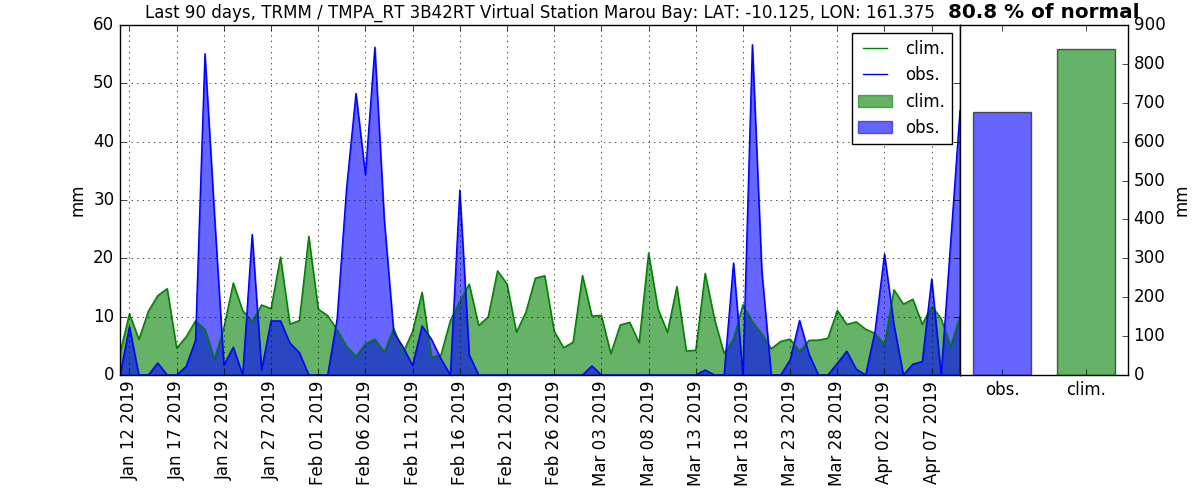 Last 90 days, TRMM / TMPA_RT 3B42RT Virtual Station Marou Bay: LAT: -10.125, LON: 161.375
80.8 % of normal
60
50
40
30
20
10
0
mm
clim.
obs.
clim.
obs.
900
800
700
600
500
400
300
200
100
0
mm
Jan 12 2019
Jan 17 2019
Jan 22 2019
Jan 27 2019
Feb 01 2019
Feb 06 2019
Feb 11 2019
Feb 16 2019
Feb 21 2019
Feb 26 2019
Mar 03 2019
Mar 08 2019
Mar 13 2019
Mar 18 2019
Mar 23 2019
Mar 28 2019
Apr 02 2019
Apr 07 2019
obs.
clim.